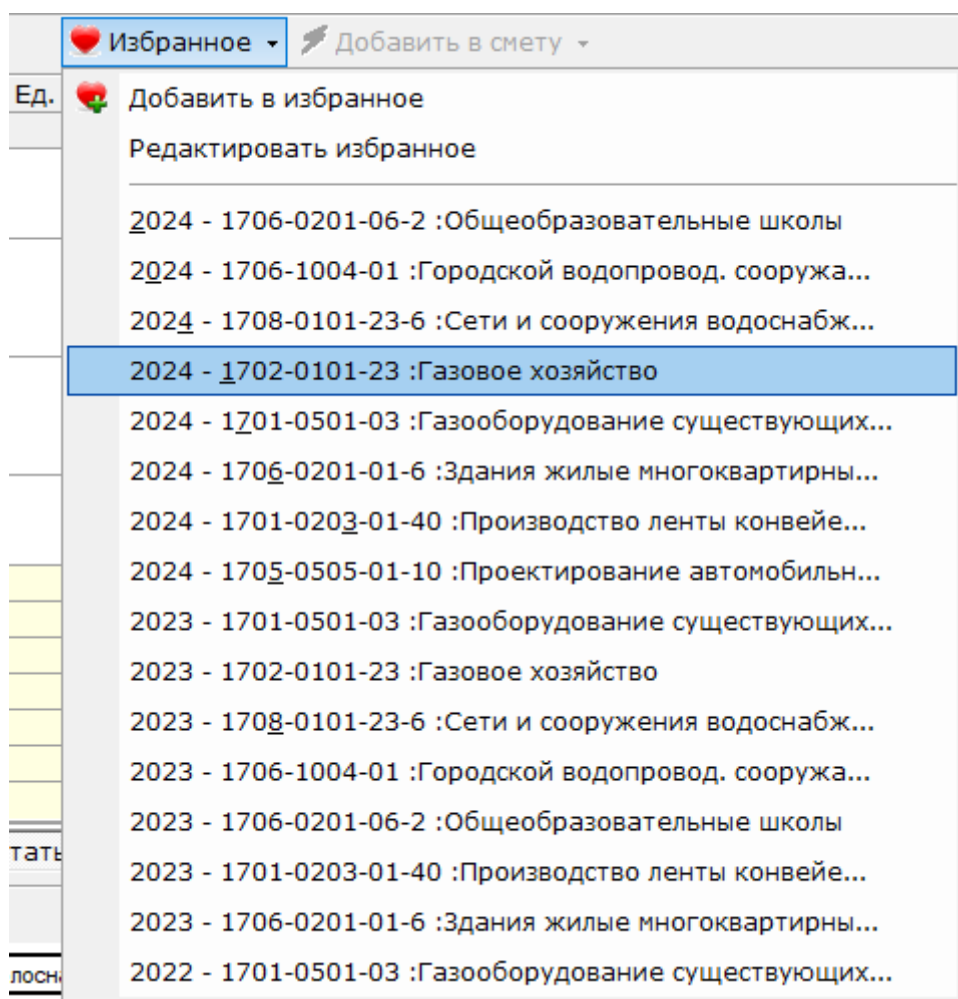 Избранное
Добавить в смету
Ед.
Добавить в избранное
Редактировать избранное
2024 - 1706-0201-06-2 :Общеобразовательные школы
2024 - 1706-1004-01 :Городской водопровод. сооружа...
2024 - 1708-0101-23-6 :Сети и сооружения водоснабж...
2024 - 1702-0101-23 :Газовое хозяйство
2024 - 1701-0501-03 :Газооборудование существующих...
2024 - 1706-0201-01-6 :Здания жилые многоквартирны...
2024 - 1701-0203-01-40 :Производство ленты конвейе...
2024 - 1705-0505-01-10 :Проектирование автомобильн...
2023 - 1701-0501-03 :Газооборудование существующих...
2023 - 1702-0101-23 :Газовое хозяйство
2023 - 1708-0101-23-6 :Сети и сооружения водоснабж...
2023 - 1706-1004-01 :Городской водопровод. сооружа...
2023 - 1706-0201-06-2 :Общеобразовательные школы
тать
2023 - 1701-0203-01-40 :Производство ленты конвейе...
2023 - 1706-0201-01-6 :Здания жилые многоквартирны...
2022 - 1701-0501-03 :Газооборудование существующих...